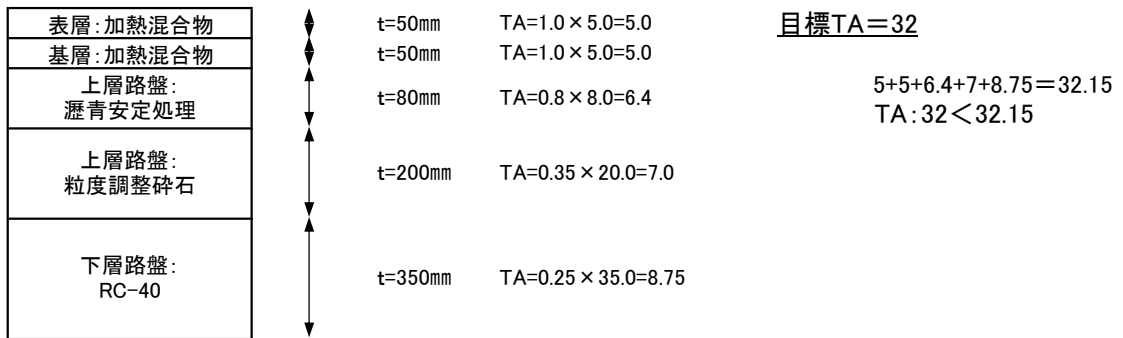 表層:加熱混合物 t=50mm TA=1.0×5.0=5.0 目標TA=32
基層:加熱混合物 t=50mm TA=1.0×5.0=5.0
上層路盤:
瀝青安定処理
t=80mm TA=0.8×8.0=6.4
5+5+6.4+7+8.75=32.15
TA:32<32.15
上層路盤:
粒度調整砕石
t=200mm TA=0.35×20.0=7.0
下層路盤:
RC-40
t=350mm TA=0.25×35.0=8.75